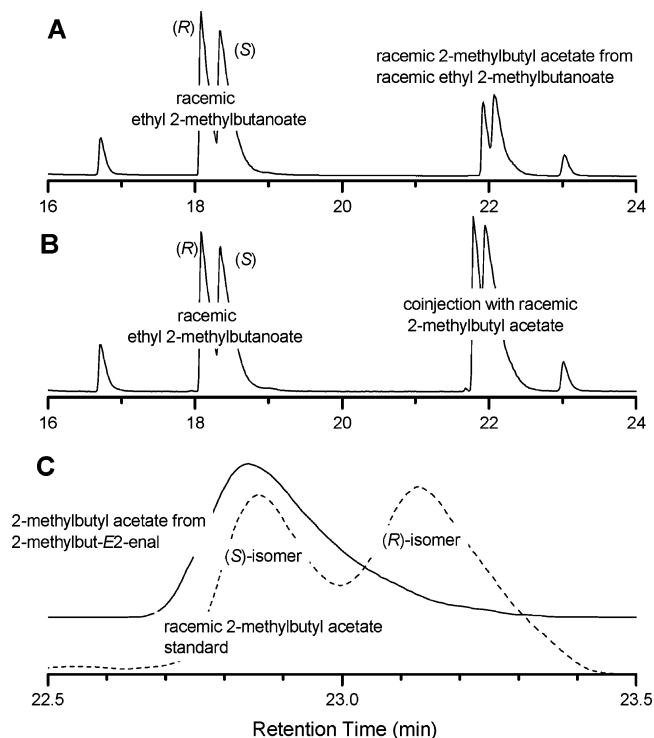 A
(R)
(S)
racemic
ethyl 2-methylbutanoate
racemic 2-methylbutyl acetate from
racemic ethyl 2-methylbutanoate
16 18 20 22 24
B
(R)
(S)
racemic
ethyl 2-methylbutanoate
coinjection with racemic
2-methylbutyl acetate
16 18 20 22 24
C
2-methylbutyl acetate from
2-methylbut-E2-enal
(S)-isomer
(R)-isomer
racemic 2-methylbutyl acetate
standard
22.5 23.0 23.5
Retention Time (min)